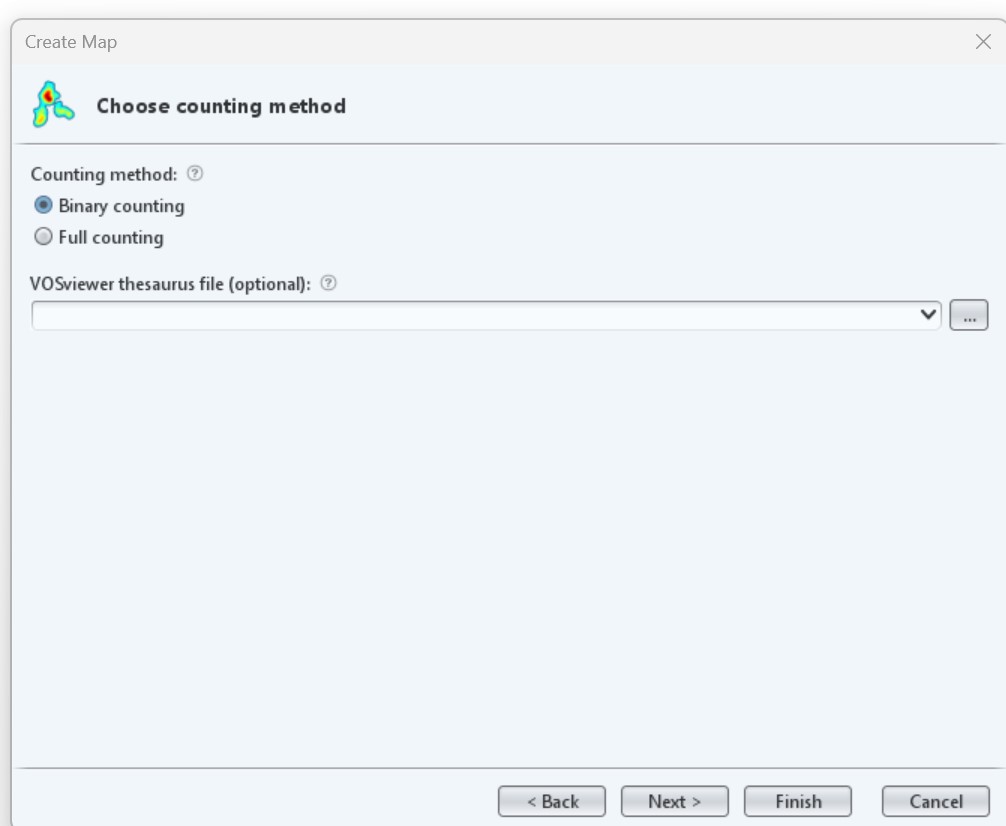 Create Map
Choose counting method
Counting method: ?
Binary counting
Full counting
VOSviewer thesaurus file (optional): ?
...
< Back Next > Finish Cancel